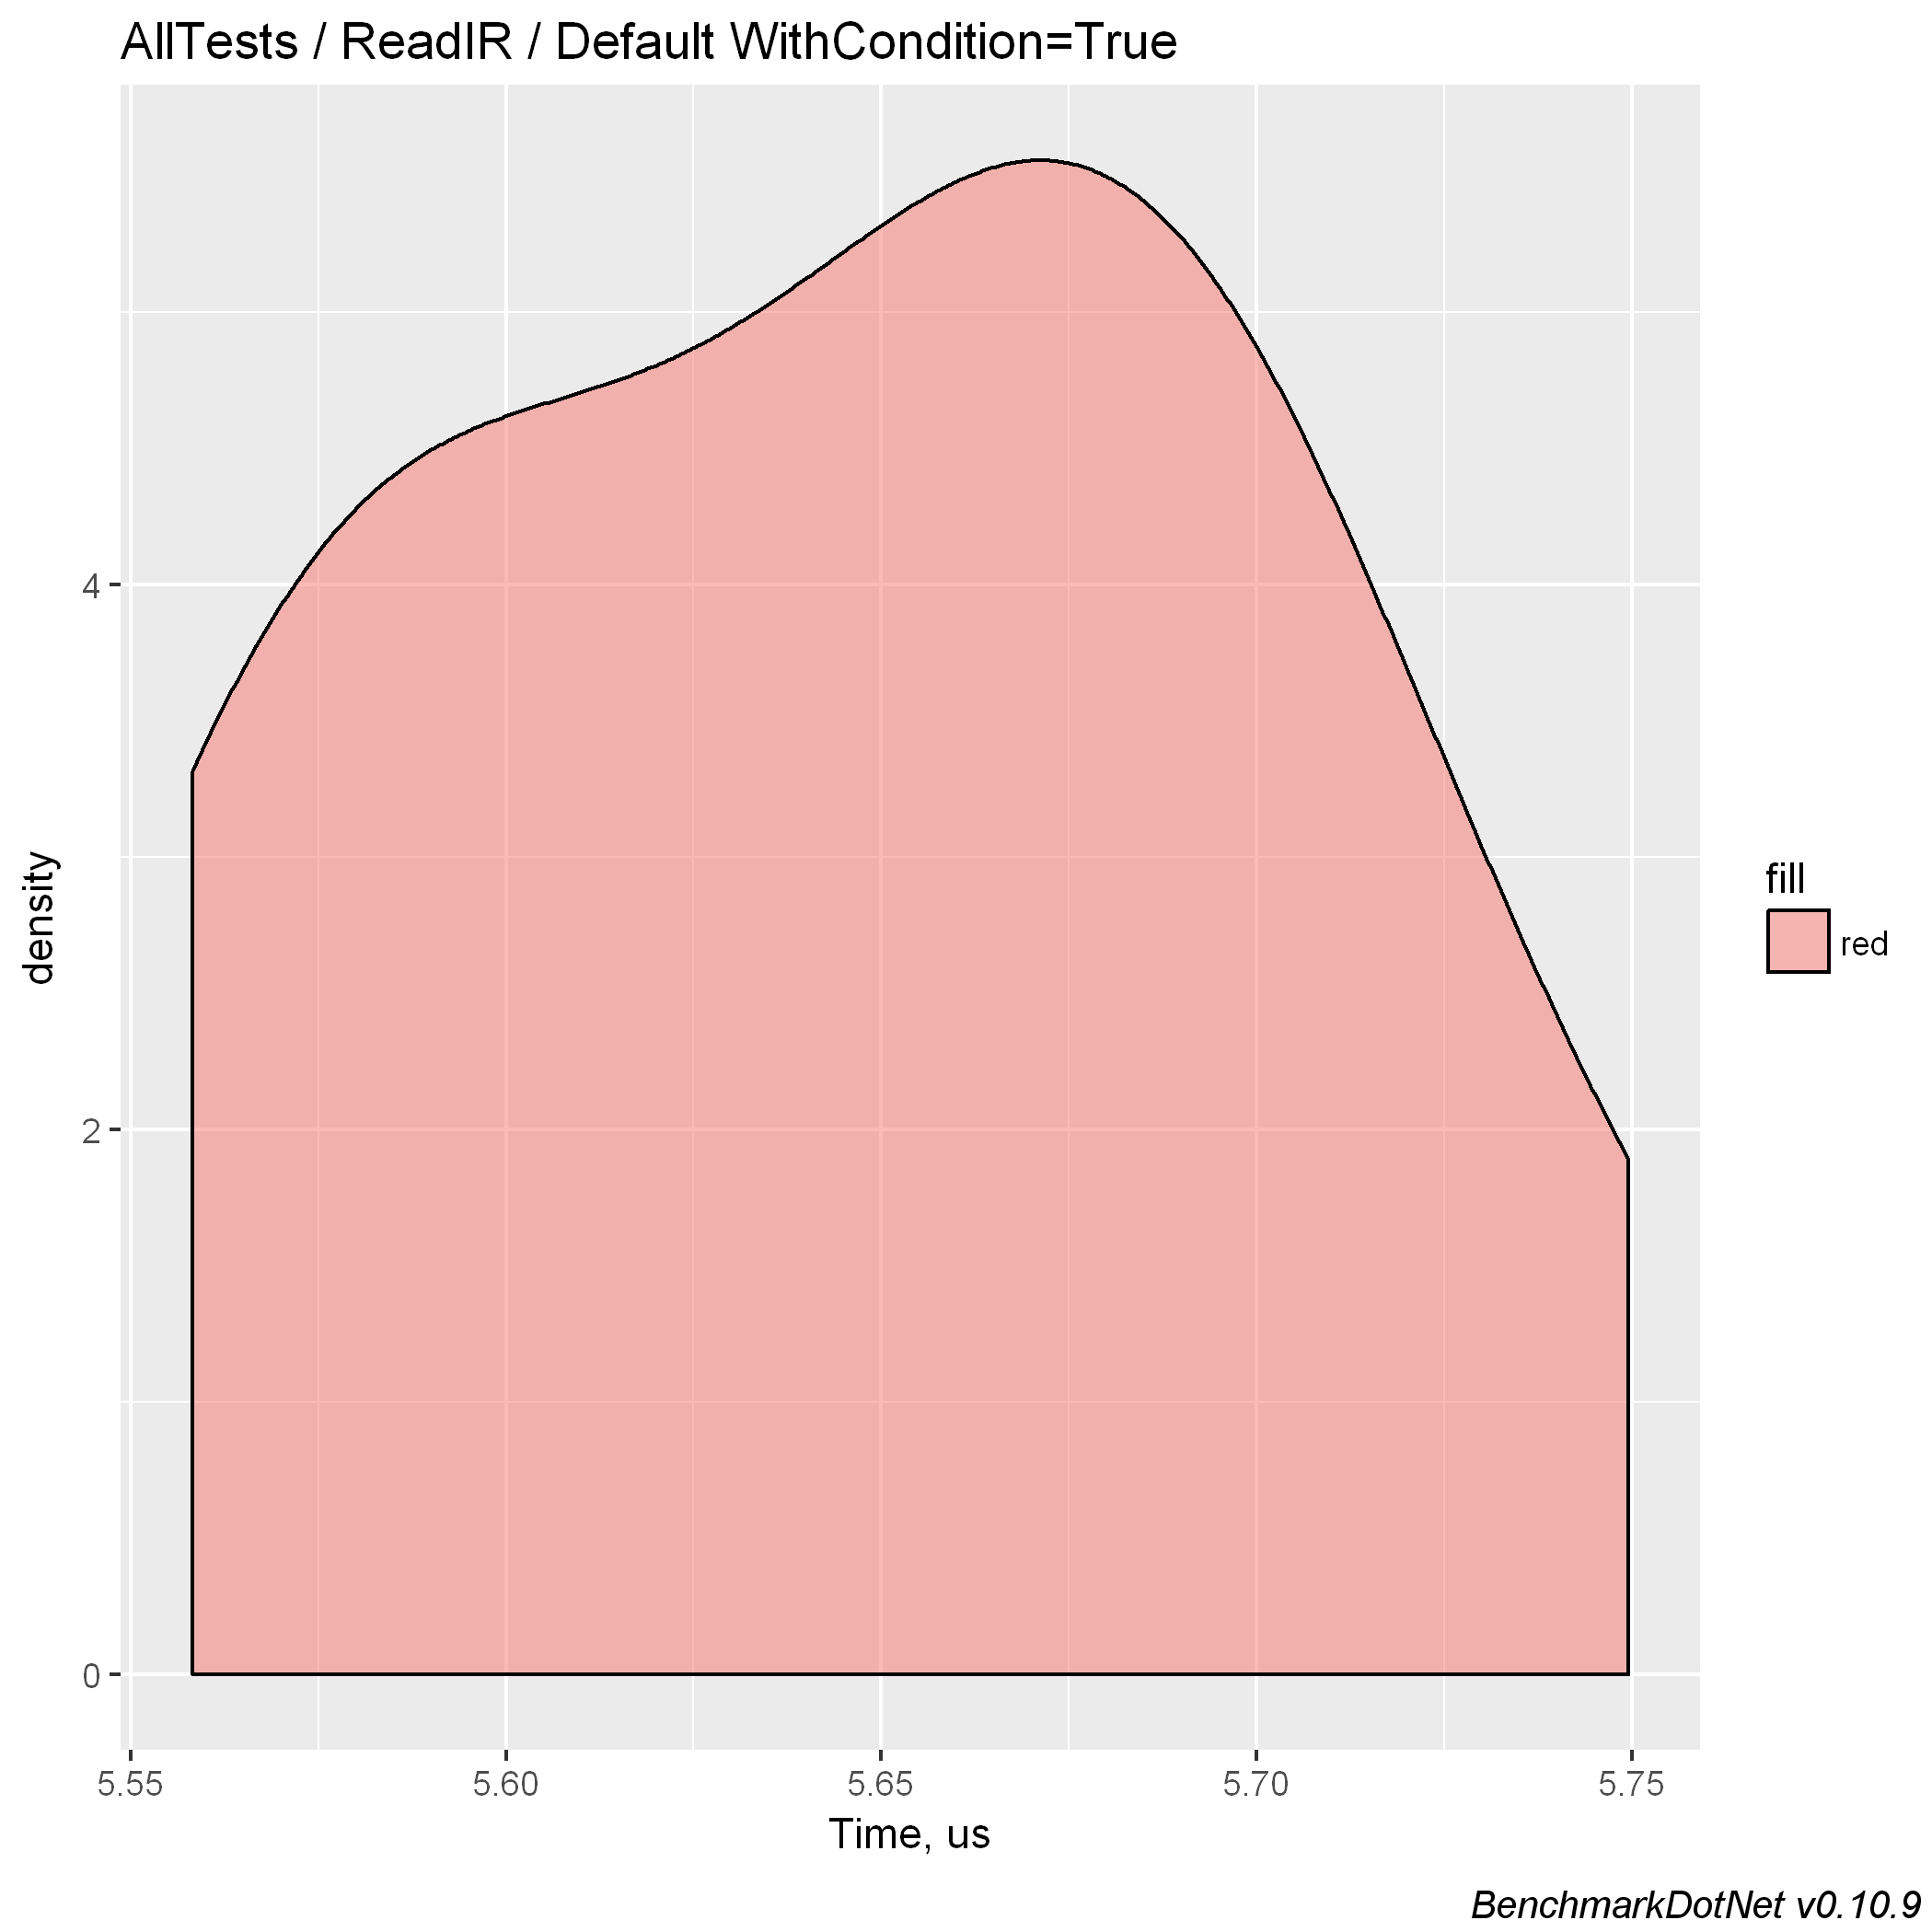 AllTests / ReadIR / Default WithCondition=True
density
4
2
0
5.55 5.60 5.65 5.70 5.75
Time, us
fill
red
BenchmarkDotNet v0.10.9